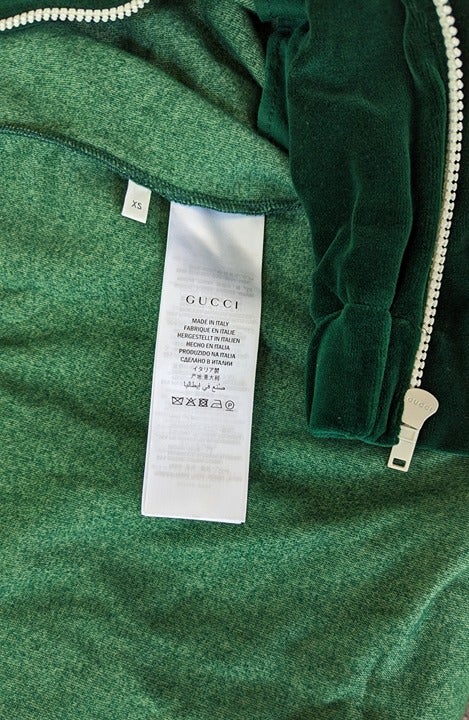 XS
GUCCI
MADE IN ITALY
FABRIQUE EN ITALIE
HERGESTELLT IN ITALIEN
HECHO EN ITALIA
PRODUZIDO NA ITALIA
СДЕЛАНО В ИТАЛИИ
イタリア製
产地：意大利
صنع في إيطاليا
GUCCI